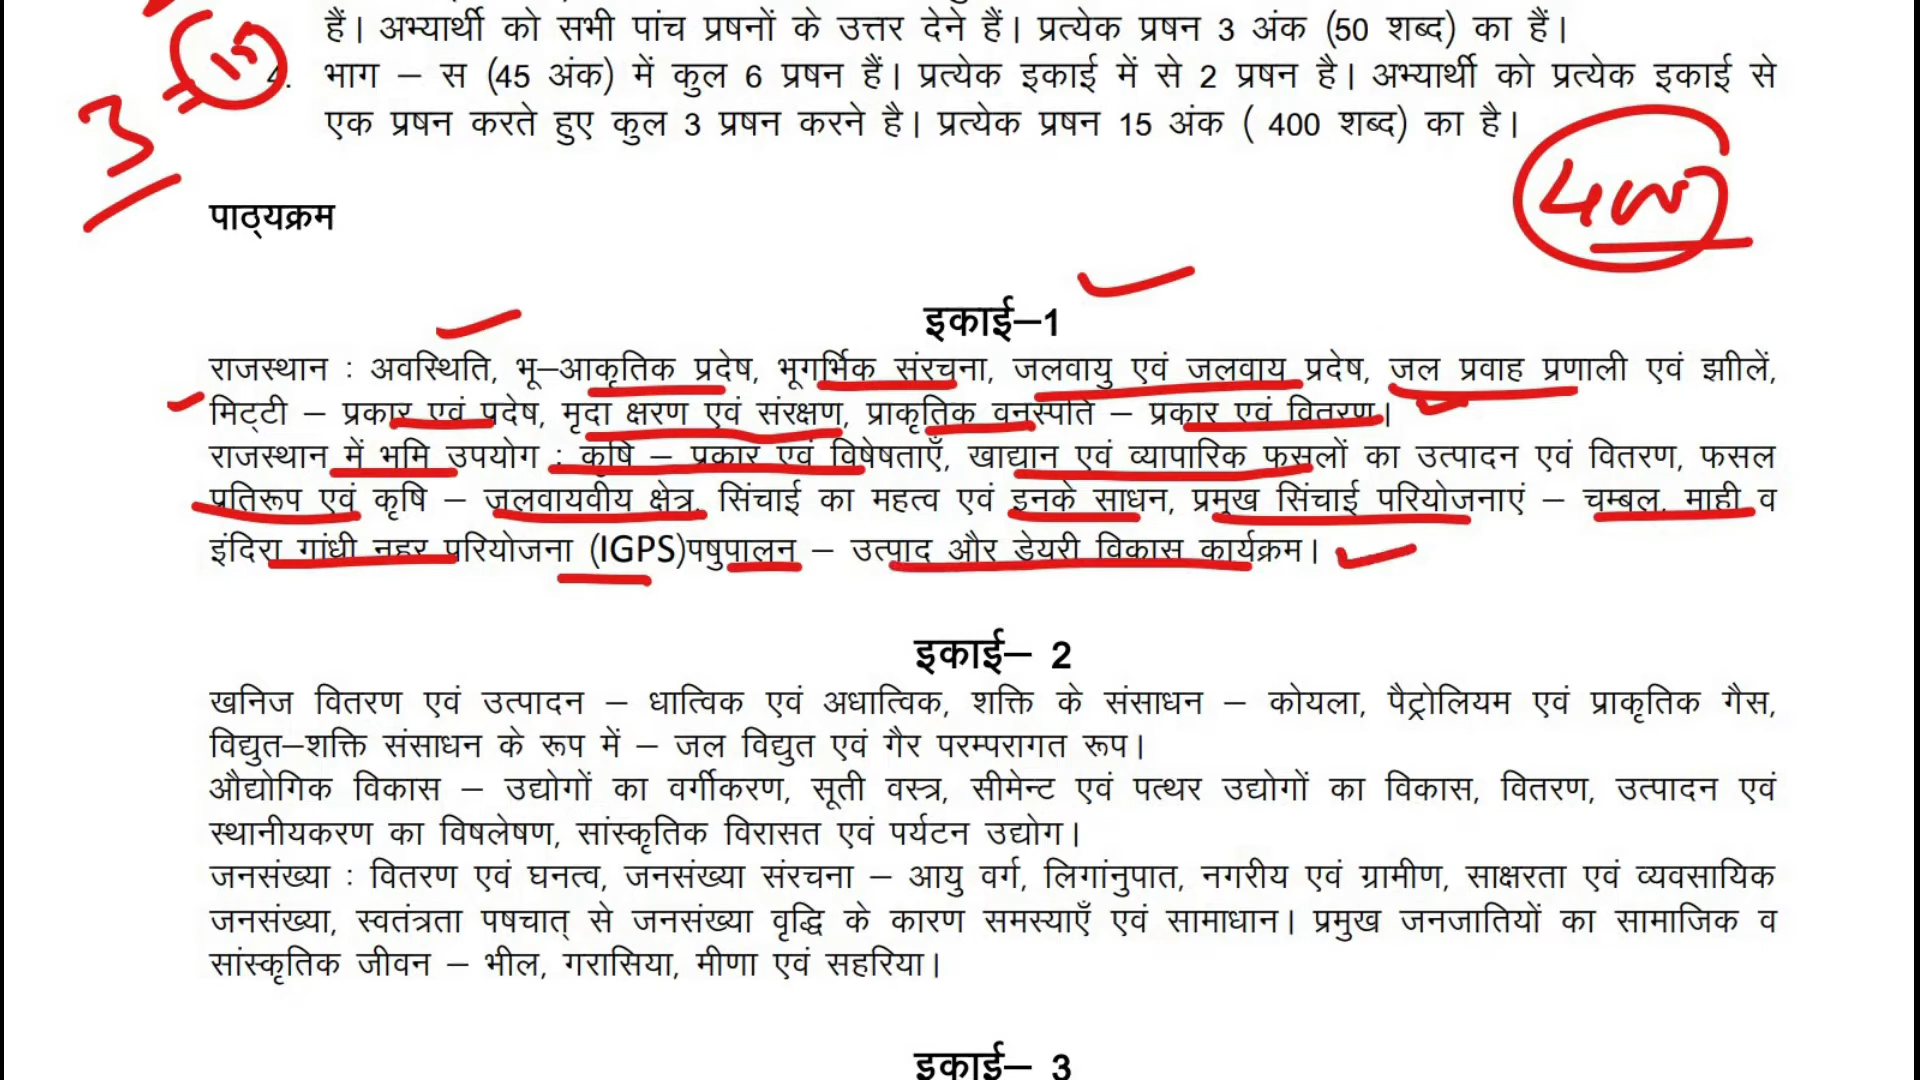 हैं। अभ्यार्थी को सभी पांच प्रषनों के उत्तर देने हैं। प्रत्येक प्रषन 3 अंक (50 शब्द) का हैं।
15
4. भाग – स (45 अंक) में कुल 6 प्रषन हैं। प्रत्येक इकाई में से 2 प्रषन है। अभ्यार्थी को प्रत्येक इकाई से
3
एक प्रषन करते हुए कुल 3 प्रषन करने है। प्रत्येक प्रषन 15 अंक ( 400 शब्द) का है।
400
पाठ्यक्रम
इकाई–1
राजस्थान : अवस्थिति, भू–आकृतिक प्रदेष, भूगर्भिक संरचना, जलवायु एवं जलवाय प्रदेष, जल प्रवाह प्रणाली एवं झाीलें,
मिट्टी – प्रकार एवं प्रदेष, मृदा क्षरण एवं संरक्षण, प्राकृतिक वनस्पति – प्रकार एवं वितरण।
राजस्थान में भमि उपयोग : कृषि – प्रकार एवं विषेषताएँ, खाद्यान एवं व्यापारिक फसलों का उत्पादन एवं वितरण, फसल
प्रतिरूप एवं कृषि – जलवायवीय क्षेत्र, सिंचाई का महत्व एवं इनके साधन, प्रमुख सिंचाई परियोजनाएं – चम्बल, माही व
इंदिरा गांधी नहर परियोजना (IGPS)पषुपालन – उत्पाद और डेयरी विकास कार्यक्रम।
इकाई– 2
खनिज वितरण एवं उत्पादन – धात्विक एवं अधात्विक, शक्ति के संसाधन – कोयला, पैट्रोलियम एवं प्राकृतिक गैस,
विद्युत–शक्ति संसाधन के रूप में – जल विद्युत एवं गैर परम्परागत रूप।
औद्योगिक विकास – उद्योगों का वर्गीकरण, सूती वस्त्र, सीमेन्ट एवं पत्थर उद्योगों का विकास, वितरण, उत्पादन एवं
स्थानीयकरण का विषलेषण, सांस्कृतिक विरासत एवं पर्यटन उद्योग।
जनसंख्या : वितरण एवं घनत्व, जनसंख्या संरचना – आयु वर्ग, लिगांनुपात, नगरीय एवं ग्रामीण, साक्षरता एवं व्यवसायिक
जनसंख्या, स्वतंत्रता पषचात् से जनसंख्या वृद्धि के कारण समस्याएँ एवं सामाधान। प्रमुख जनजातियों का सामाजिक व
सांस्कृतिक जीवन – भील, गरासिया, मीणा एवं सहरिया।
इकाई– 3